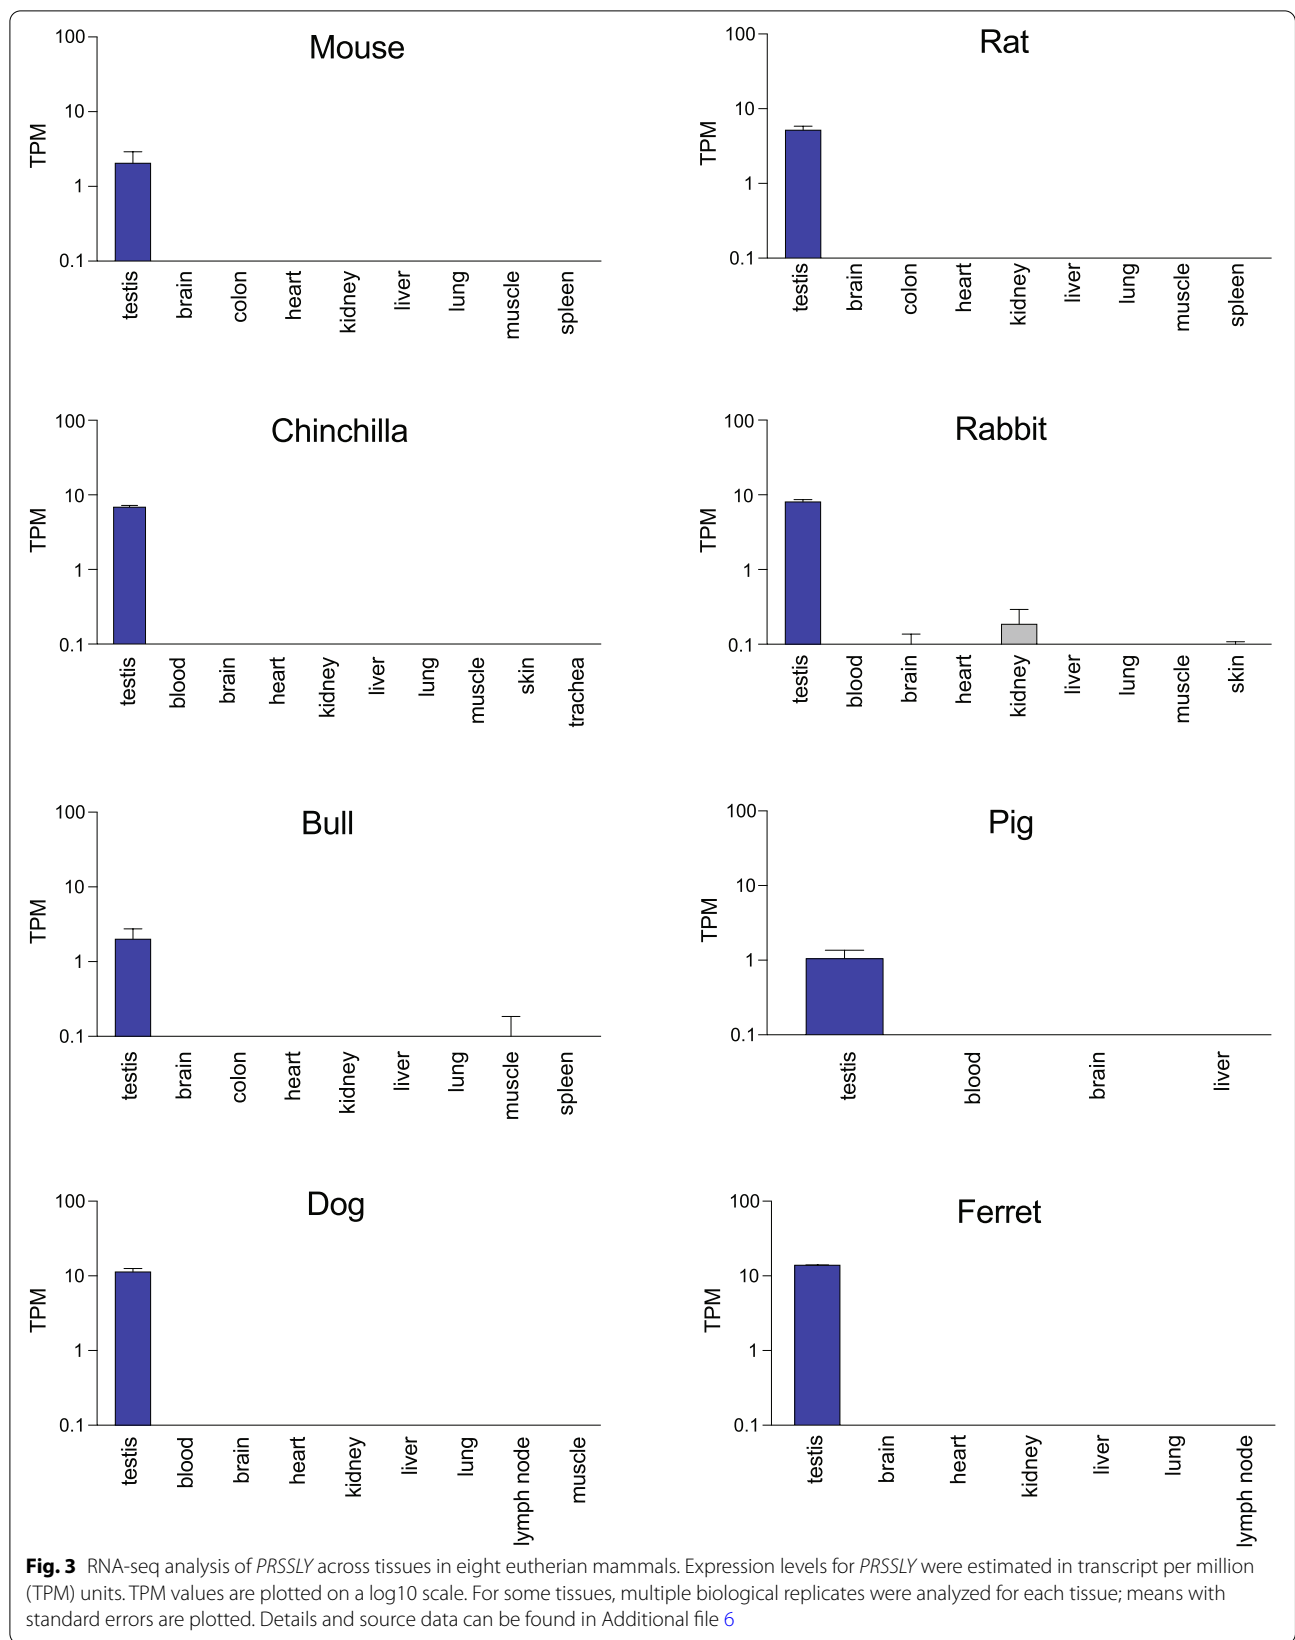 Mouse
100
10
1
0.1
TPM
testis
brain
colon
heart
kidney
liver
lung
muscle
spleen
Rat
100
10
1
0.1
TPM
testis
brain
colon
heart
kidney
liver
lung
muscle
spleen
Chinchilla
100
10
1
0.1
TPM
testis
blood
brain
heart
kidney
liver
lung
muscle
skin
trachea
Rabbit
100
10
1
0.1
TPM
testis
blood
brain
heart
kidney
liver
lung
muscle
skin
Bull
100
10
1
0.1
TPM
testis
brain
colon
heart
kidney
liver
lung
muscle
spleen
Pig
100
10
1
0.1
TPM
testis
blood
brain
liver
Dog
100
10
1
0.1
TPM
testis
blood
brain
heart
kidney
liver
lung
lymph node
muscle
Ferret
100
10
1
0.1
TPM
testis
brain
heart
kidney
liver
lung
lymph node
Fig. 3 RNA-seq analysis of PRSSLY across tissues in eight eutherian mammals. Expression levels for PRSSLY were estimated in transcript per million
(TPM) units. TPM values are plotted on a log10 scale. For some tissues, multiple biological replicates were analyzed for each tissue; means with
standard errors are plotted. Details and source data can be found in Additional file 6